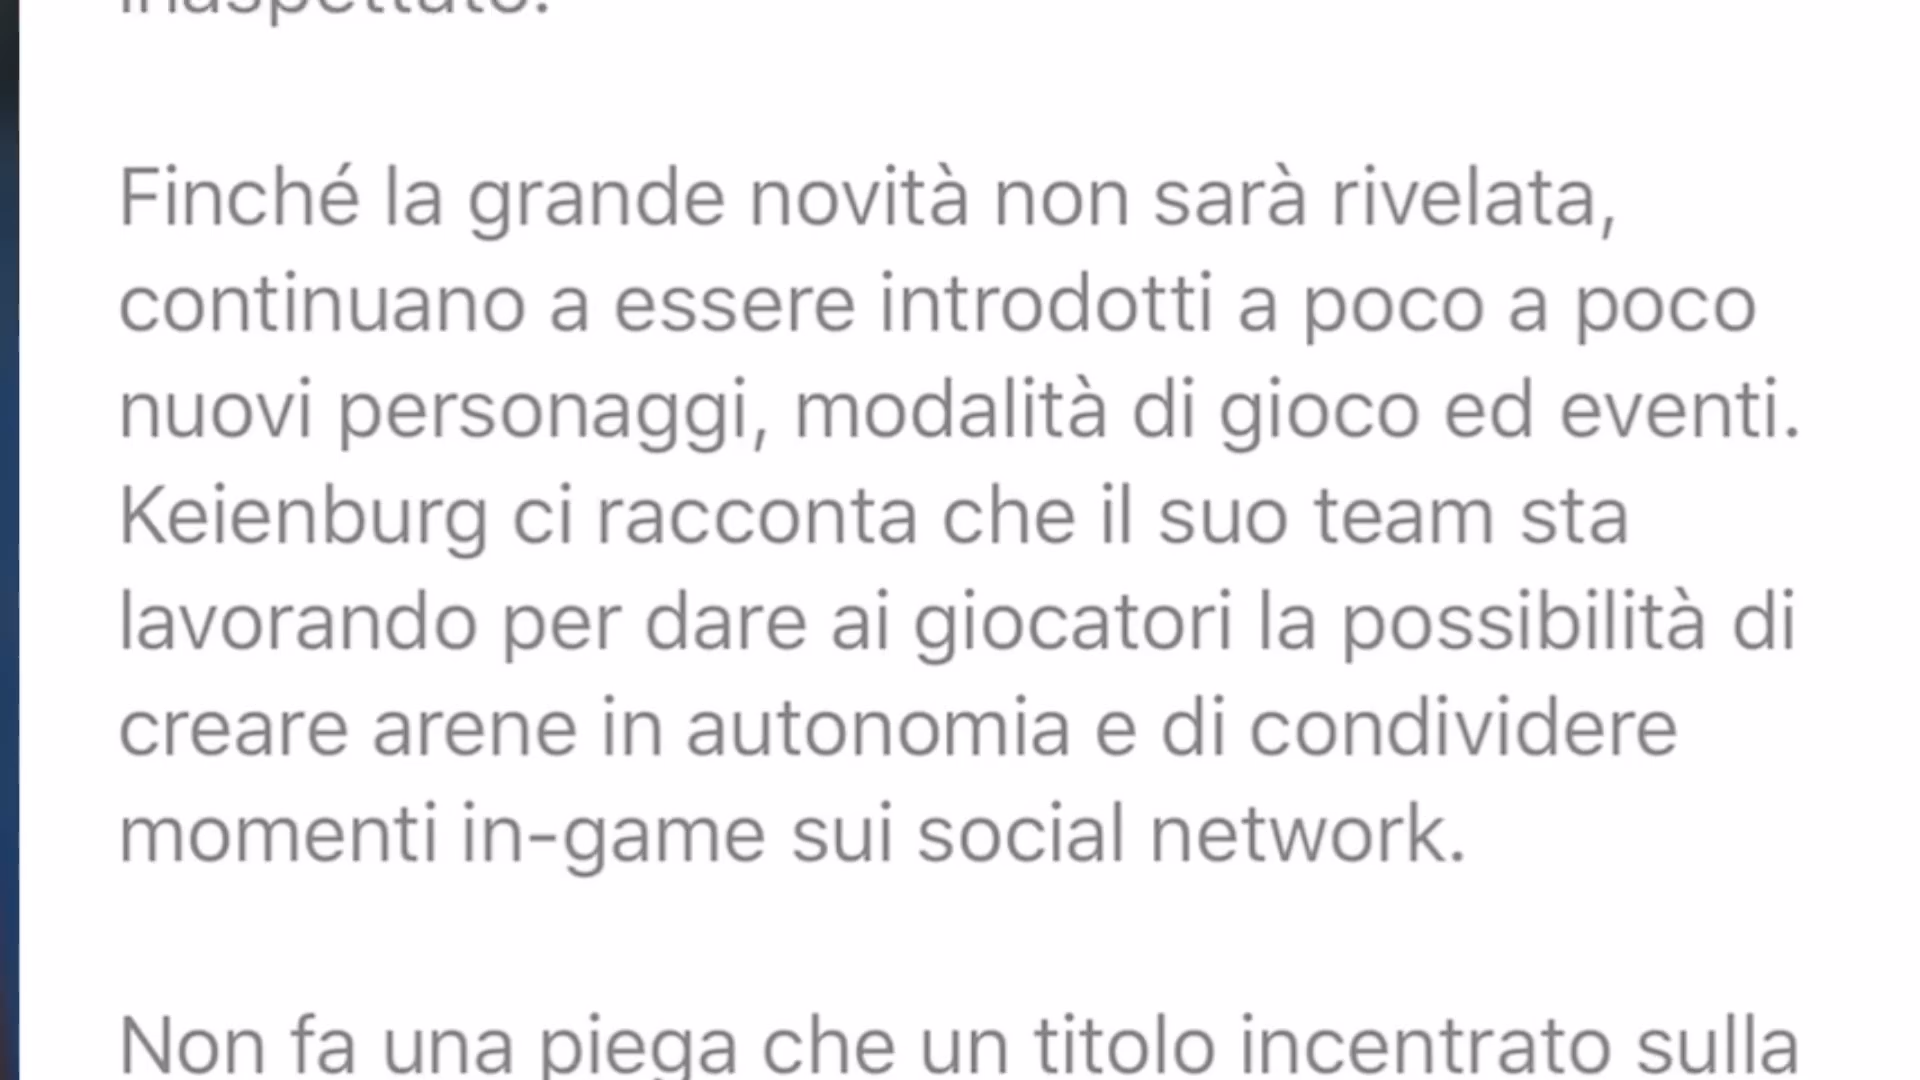 inaspettato.
Finché la grande novità non sarà rivelata,
continuano a essere introdotti a poco a poco
nuovi personaggi, modalità di gioco ed eventi.
Keienburg ci racconta che il suo team sta
lavorando per dare ai giocatori la possibilità di
creare arene in autonomia e di condividere
momenti in-game sui social network.
Non fa una piega che un titolo incentrato sulla